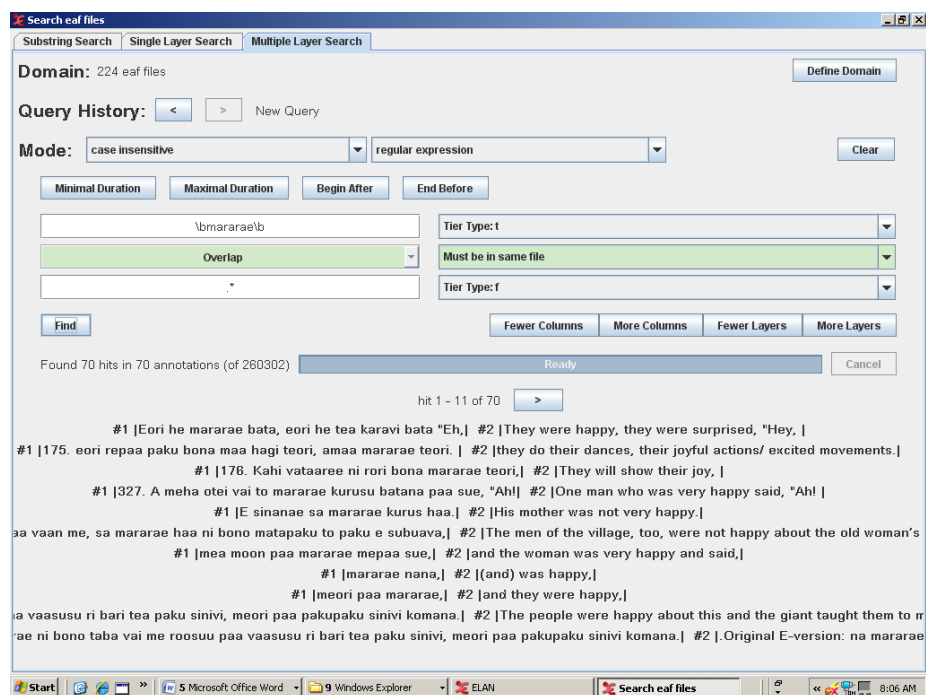 Search eaf files
Substring Search Single Layer Search Multiple Layer Search
Domain: 224 eaf files Define Domain
Query History: < > New Query
Mode: case insensitive regular expression Clear
Minimal Duration Maximal Duration Begin After End Before
\bmararae\b Tier Type: t
Overlap Must be in same file
.* Tier Type: f
Find Fewer Columns More Columns Fewer Layers More Layers
Found 70 hits in 70 annotations (of 260302) Ready Cancel
hit 1 - 11 of 70 >
#1 |Eori he mararae bata, eori he tea karavi bata "Eh,| #2 |They were happy, they were surprised, "Hey, |
#1 |175. eori repaa paku bona maa hagi teori, amaa mararae teori. | #2 |they do their dances, their joyful actions/ excited movements.|
#1 |176. Kahi vataaree ni rori bona mararae teori,| #2 |They will show their joy, |
#1 |327. A meha otei vai to mararae kurusu batana paa sue, "Ah!| #2 |One man who was very happy said, "Ah! |
#1 |E sinanae sa mararae kurus haa.| #2 |His mother was not very happy.|
aa vaan me, sa mararae haa ni bono matapaku to paku e subuava,| #2 |The men of the village, too, were not happy about the old woman's
#1 |mea moon paa mararae mepaa sue,| #2 |and the woman was very happy and said,|
#1 |mararae nana,| #2 |(and) was happy,|
#1 |meori paa mararae,| #2 |and they were happy,|
a vaasusu ri bari tea paku sinivi, meori paa pakupaku sinivi komana.| #2 |The people were happy about this and the giant taught them to m
rae ni bono taba vai me roosuu paa vaasusu ri bari tea paku sinivi, meori paa pakupaku sinivi komana.| #2 |.Original E-version: na mararae
Start » 5 Microsoft Office Word 9 Windows Explorer ELAN Search eaf files « 8:06 AM